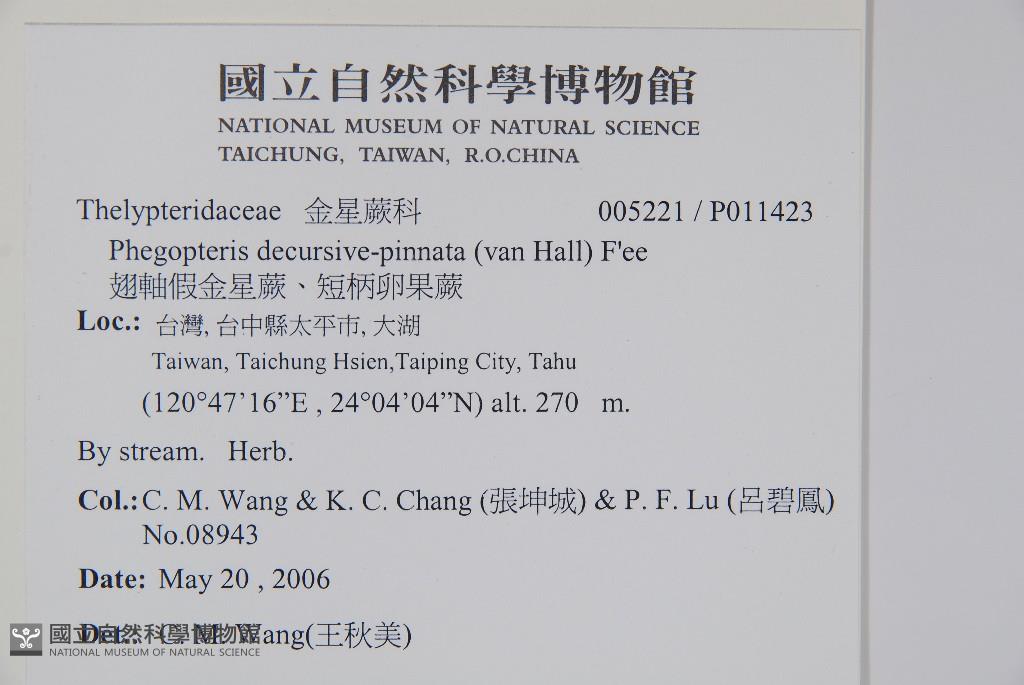 國立自然科學博物館
NATIONAL MUSEUM OF NATURAL SCIENCE
TAICHUNG, TAIWAN, R.O.CHINA
Thelypteridaceae 金星蕨科 005221 / P011423
Phegopteris decursive-pinnata (van Hall) F'ee
翅軸假金星蕨、短柄卵果蕨
Loc.: 台灣, 台中縣太平市, 大湖
Taiwan, Taichung Hsien,Taiping City, Tahu
(120°47’16”E , 24°04’04”N) alt. 270 m.
By stream. Herb.
Col.: C. M. Wang & K. C. Chang (張坤城) & P. F. Lu (呂碧鳳)
No.08943
Date: May 20 , 2006
Det.: C. M. Wang(王秋美)
國立自然科學博物館
NATIONAL MUSEUM OF NATURAL SCIENCE